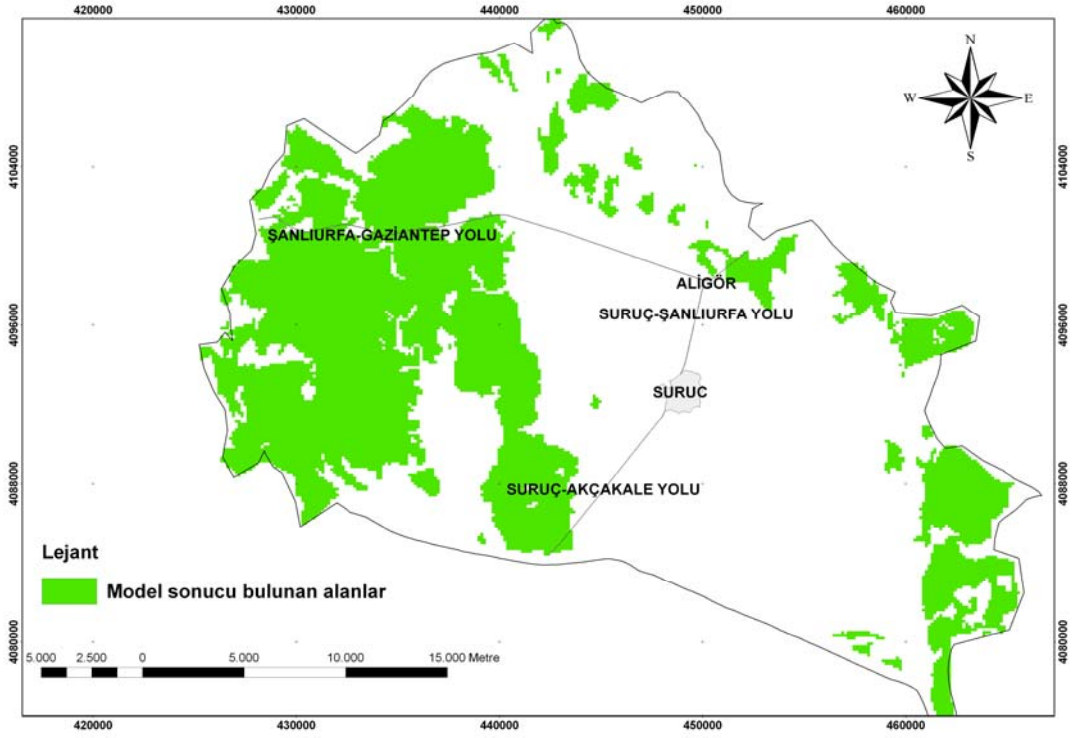 420000 430000 440000 450000 460000
N
W E
S
4104000 4104000
ŞANLIURFA-GAZİANTEP YOLU
ALİGÖR
SURUÇ-ŞANLIURFA YOLU
4096000 4096000
SURUC
4088000 4088000
SURUÇ-AKÇAKALE YOLU
Lejant
Model sonucu bulunan alanlar
4080000 4080000
5.000 2.500 0 5.000 10.000 15.000 Metre
420000 430000 440000 450000 460000